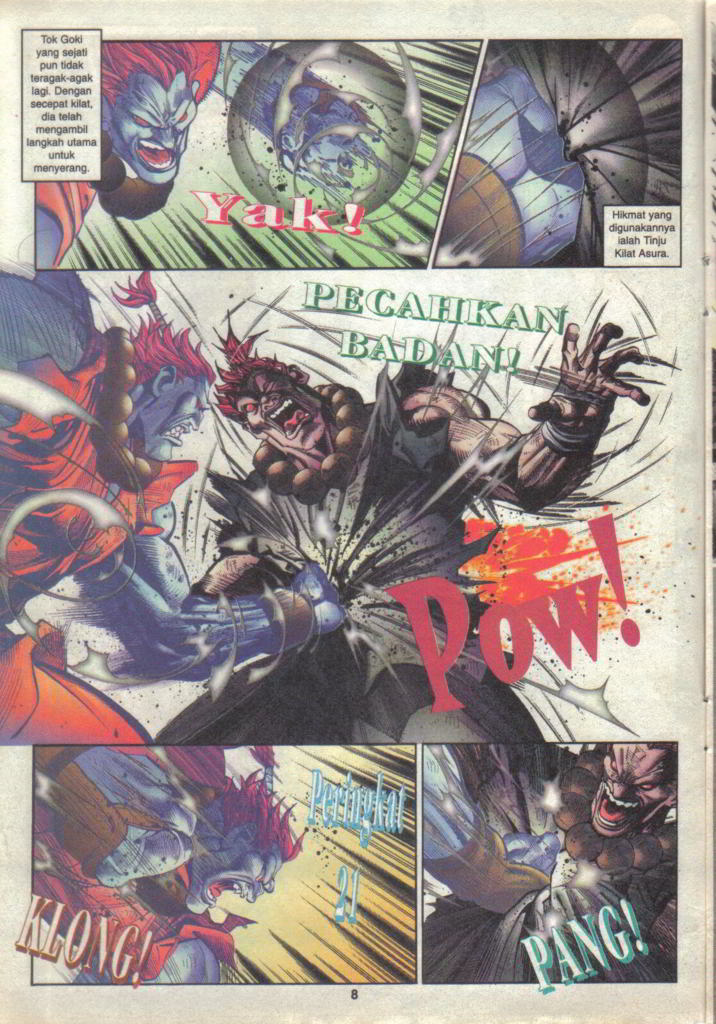 Tok Goki
yang sejati
pun tidak
teragak-agak
lagi. Dengan
secepat kilat,
dia telah
mengambil
langkah utama
untuk
menyerang.
Yak!
Hikmat yang
digunakannya
ialah Tinju
Kilat Asura.
PECAHKAN
BADAN!
Pow!
Peringkat
21
KLONG!
PANG!
8